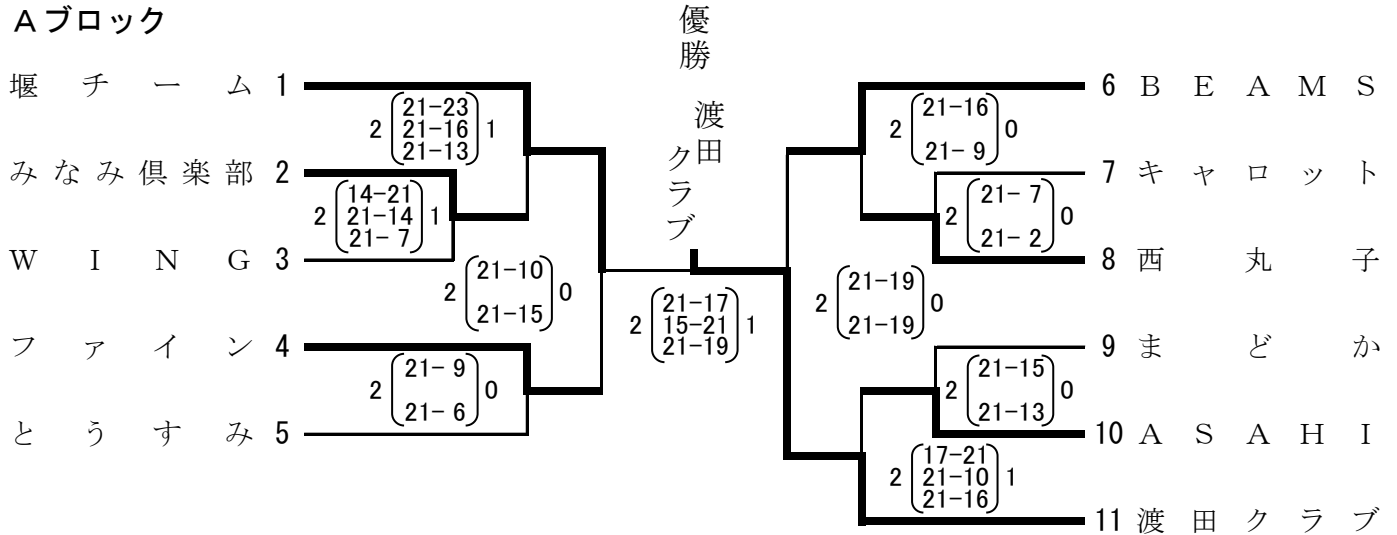 Aブロック
優勝 渡田クラブ
堰チーム 1
2 21-23 1
21-16
21-13
みなみ倶楽部 2
2 14-21 1
21-14
21- 7
WING 3
2 21-10 0
21-15
ファイン 4
2 21- 9 0
21- 6
とうすみ 5
2 21-17 1
15-21
21-19
6 BEAMS
2 21-16 0
21- 9
7 キャロット
2 21- 7 0
21- 2
8 西丸子
2 21-19 0
21-19
9 まどか
2 21-15 0
21-13
10 ASAHI
2 17-21 1
21-10
21-16
11 渡田クラブ